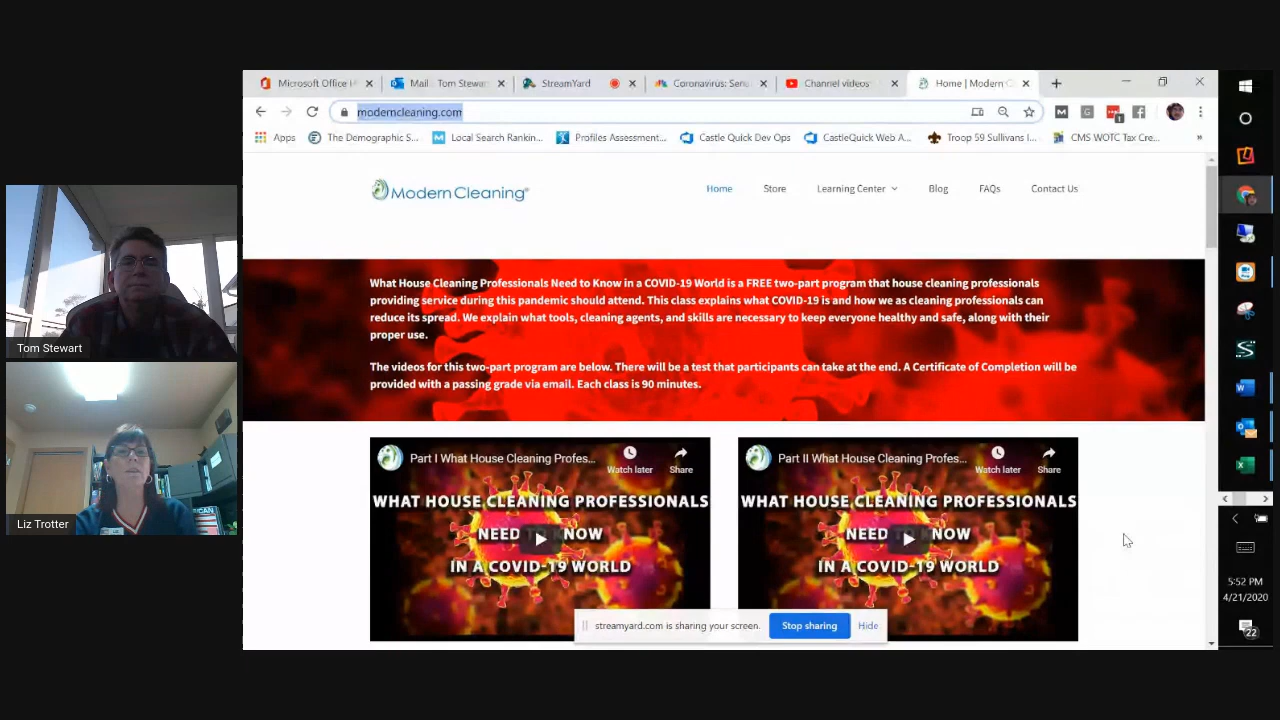 Microsoft Office H
Mail - Tom Stewar
StreamYard
Coronavirus: Sena
Channel videos
Home | Modern C
moderncleaning.com
Apps
The Demographic S...
Local Search Rankin...
Profiles Assessment...
Castle Quick Dev Ops
CastleQuick Web A...
Troop 59 Sullivans I...
CMS WOTC Tax Cre...
»
Modern Cleaning®
Home
Store
Learning Center
Blog
FAQs
Contact Us
What House Cleaning Professionals Need to Know in a COVID-19 World is a FREE two-part program that house cleaning professionals
providing service during this pandemic should attend. This class explains what COVID-19 is and how we as cleaning professionals can
reduce its spread. We explain what tools, cleaning agents, and skills are necessary to keep everyone healthy and safe, along with their
proper use.
The videos for this two-part program are below. There will be a test that participants can take at the end. A Certificate of Completion will be
provided with a passing grade via email. Each class is 90 minutes.
Part I What House Cleaning Profes...
Watch later
Share
WHAT HOUSE CLEANING PROFESSIONALS
NEED TO KNOW
IN A COVID-19 WORLD
Part II What House Cleaning Profes...
Watch later
Share
WHAT HOUSE CLEANING PROFESSIONALS
NEED TO KNOW
IN A COVID-19 WORLD
streamyard.com is sharing your screen.
Stop sharing
Hide
Tom Stewart
Liz Trotter
5:52 PM
4/21/2020
22